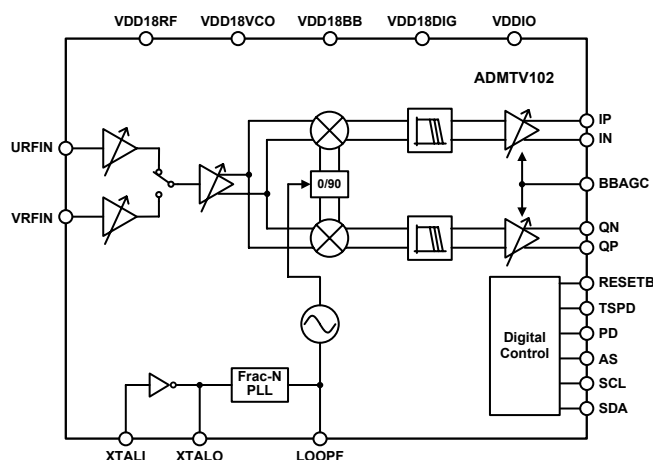 VDD18RF VDD18VCO VDD18BB VDD18DIG VDDIO
ADMTV102
URFIN
VRFIN
0/90
IP
IN
BBAGC
QN
QP
RESETB
TSPD
PD
AS
SCL
SDA
Digital
Control
Frac-N
PLL
XTALI XTALO LOOPF